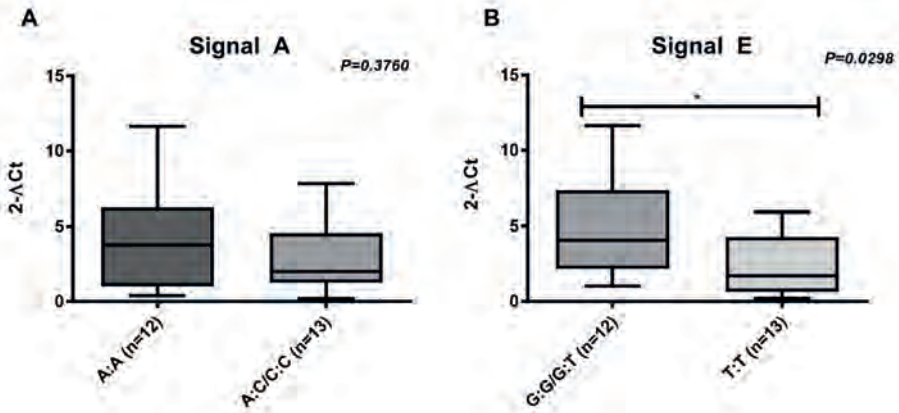 A
Signal A
P=0.3760
15
10
5
0
2-ΔCt
A:A (n=12)
A:C/C:C (n=13)
B
Signal E
P=0.0298
*
15
10
5
0
2-ΔCt
G:G/G:T (n=12)
T:T (n=13)